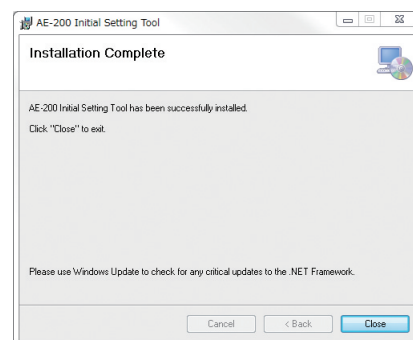 AE-200 Initial Setting Tool
Installation Complete
AE-200 Initial Setting Tool has been successfully installed.
Click "Close" to exit.
Please use Windows Update to check for any critical updates to the .NET Framework.
Cancel
< Back
Close